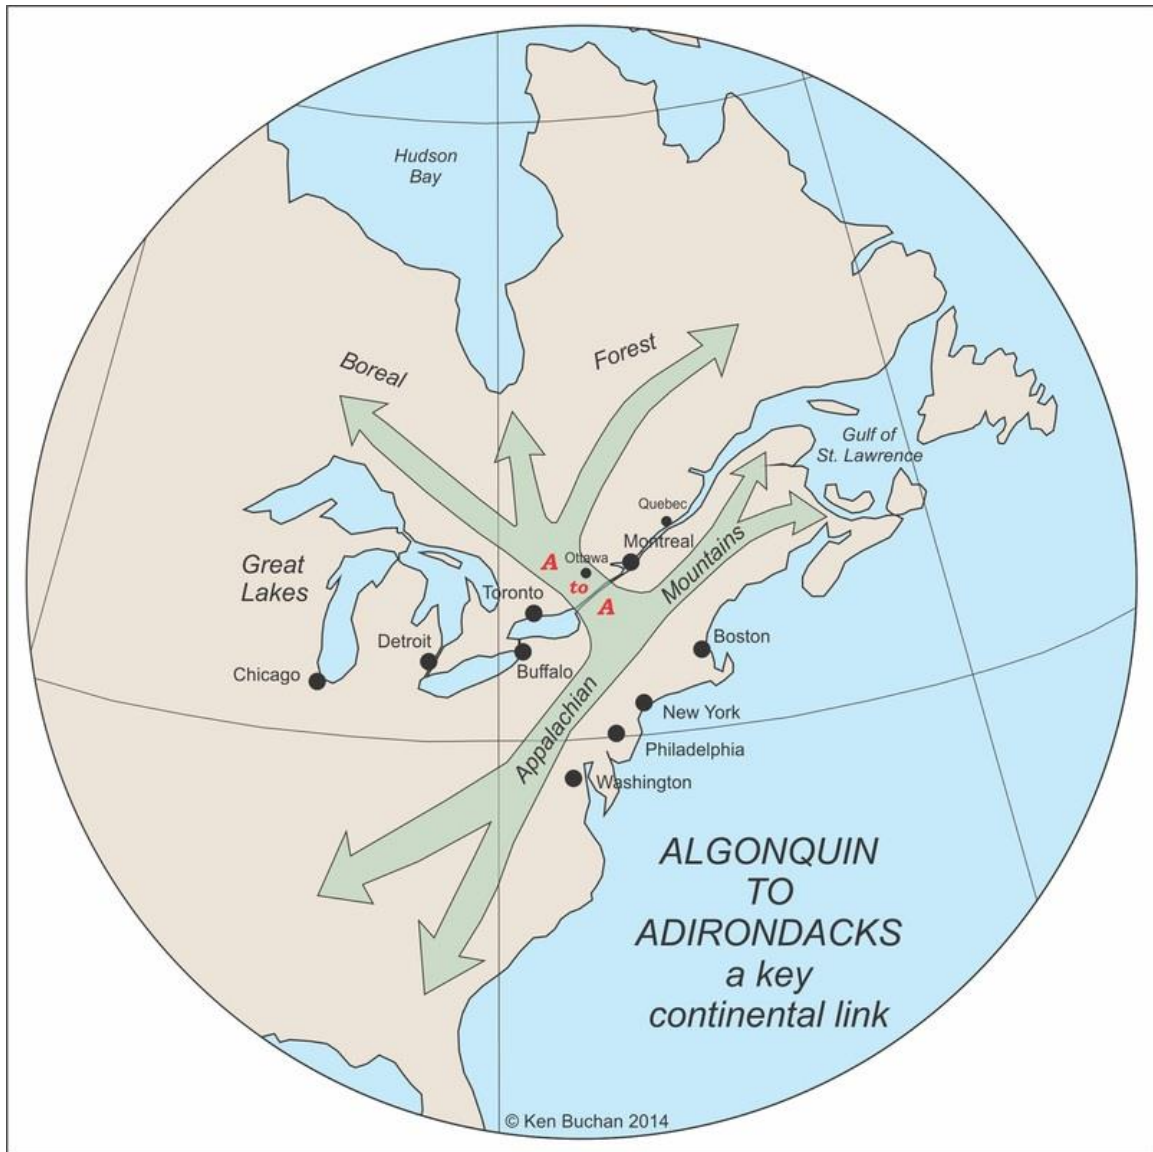 Hudson
Bay
Boreal
Forest
Gulf of
St. Lawrence
Quebec
Montreal
Ottawa
A
to
A
Mountains
Great
Lakes
Toronto
Detroit
Buffalo
Boston
Chicago
New York
Appalachian
Philadelphia
Washington
ALGONQUIN
TO
ADIRONDACKS
a key
continental link
© Ken Buchan 2014